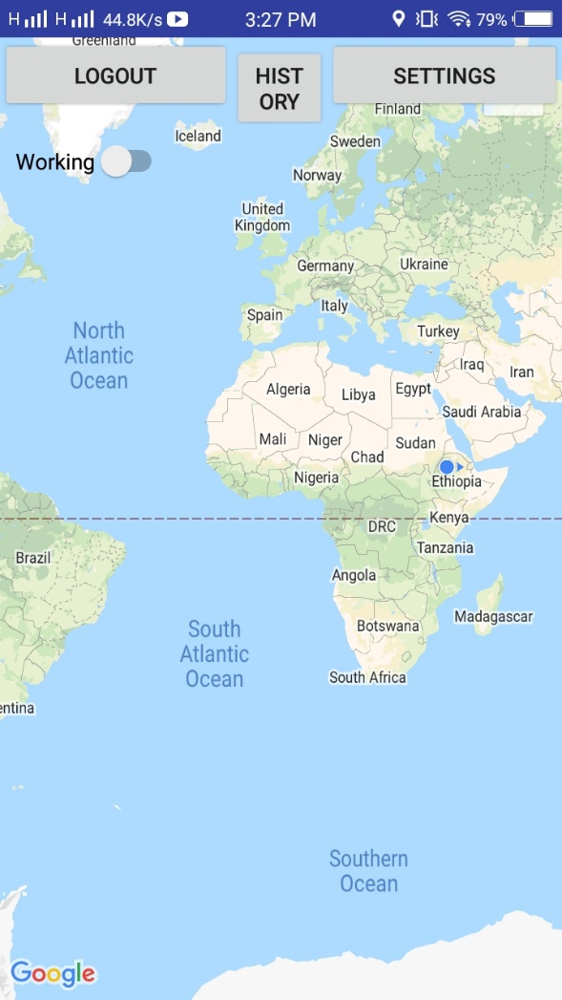 H H 44.8K/s 3:27 PM 79%
Greenland
LOGOUT
HIST
ORY
SETTINGS
Finland
Iceland
Sweden
Working
Norway
United
Kingdom
Germany
Ukraine
Spain
Italy
Turkey
North
Atlantic
Ocean
Iraq
Iran
Algeria
Libya
Egypt
Saudi Arabia
Mali
Niger
Chad
Sudan
Nigeria
Ethiopia
DRC
Kenya
Brazil
Tanzania
Angola
Madagascar
Botswana
South
Atlantic
Ocean
South Africa
entina
Southern
Ocean
Google